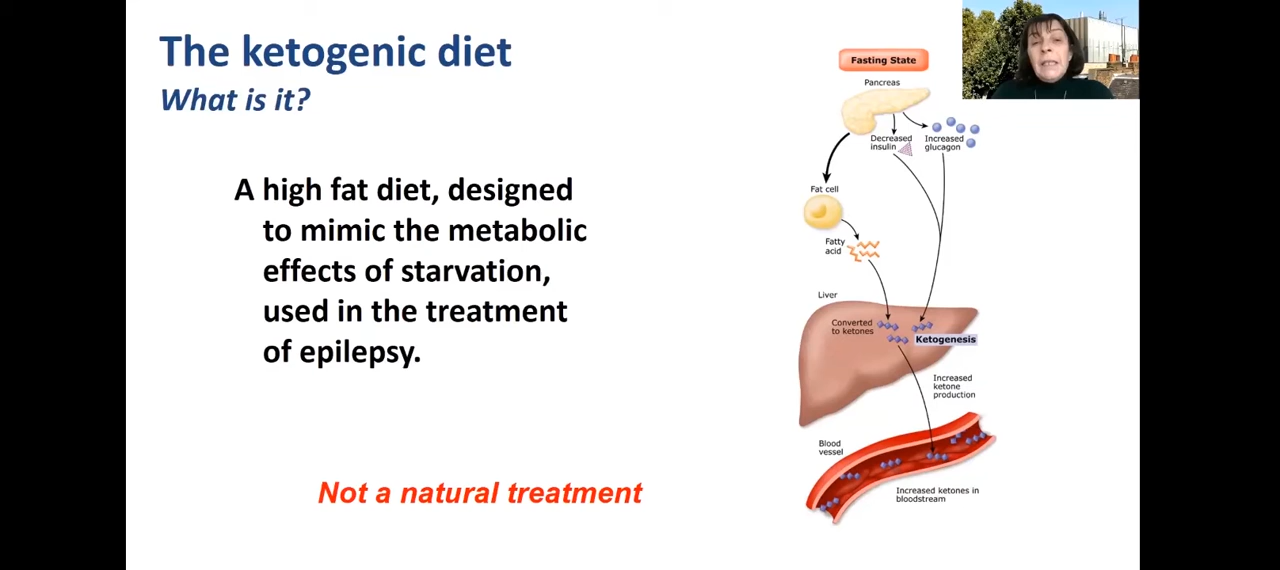 The ketogenic diet
What is it?
A high fat diet, designed
to mimic the metabolic
effects of starvation,
used in the treatment
of epilepsy.
Not a natural treatment
Fasting State
Pancreas
Decreased
insulin
Increased
glucagon
Fat cell
Fatty
acid
Liver
Converted
to ketones
Ketogenesis
Increased
ketone
production
Blood
vessel
Increased ketones in
bloodstream